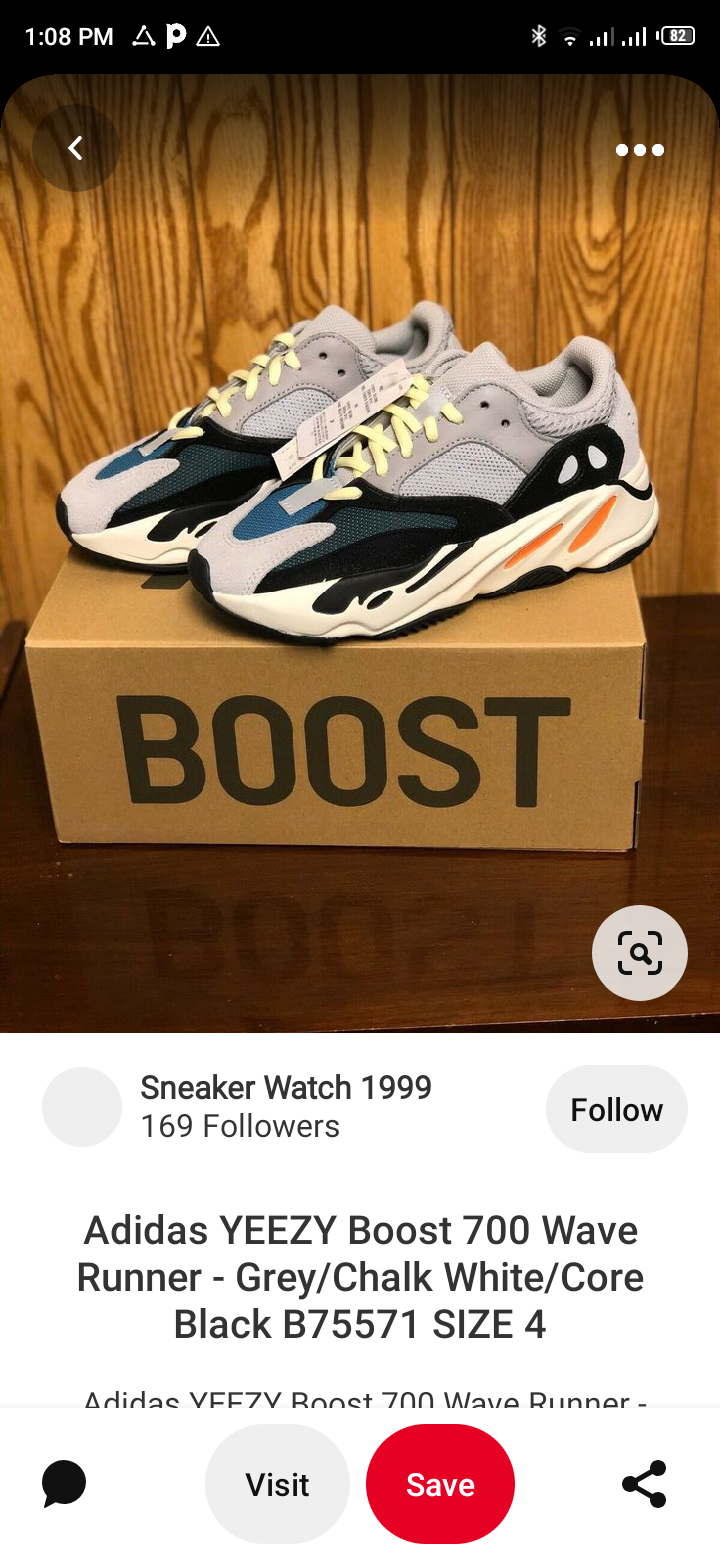 1:08 PM
82
BOOST
Sneaker Watch 1999
169 Followers
Follow
Adidas YEEZY Boost 700 Wave
Runner - Grey/Chalk White/Core
Black B75571 SIZE 4
Adidas YEEZY Boost 700 Wave Runner -
Visit
Save